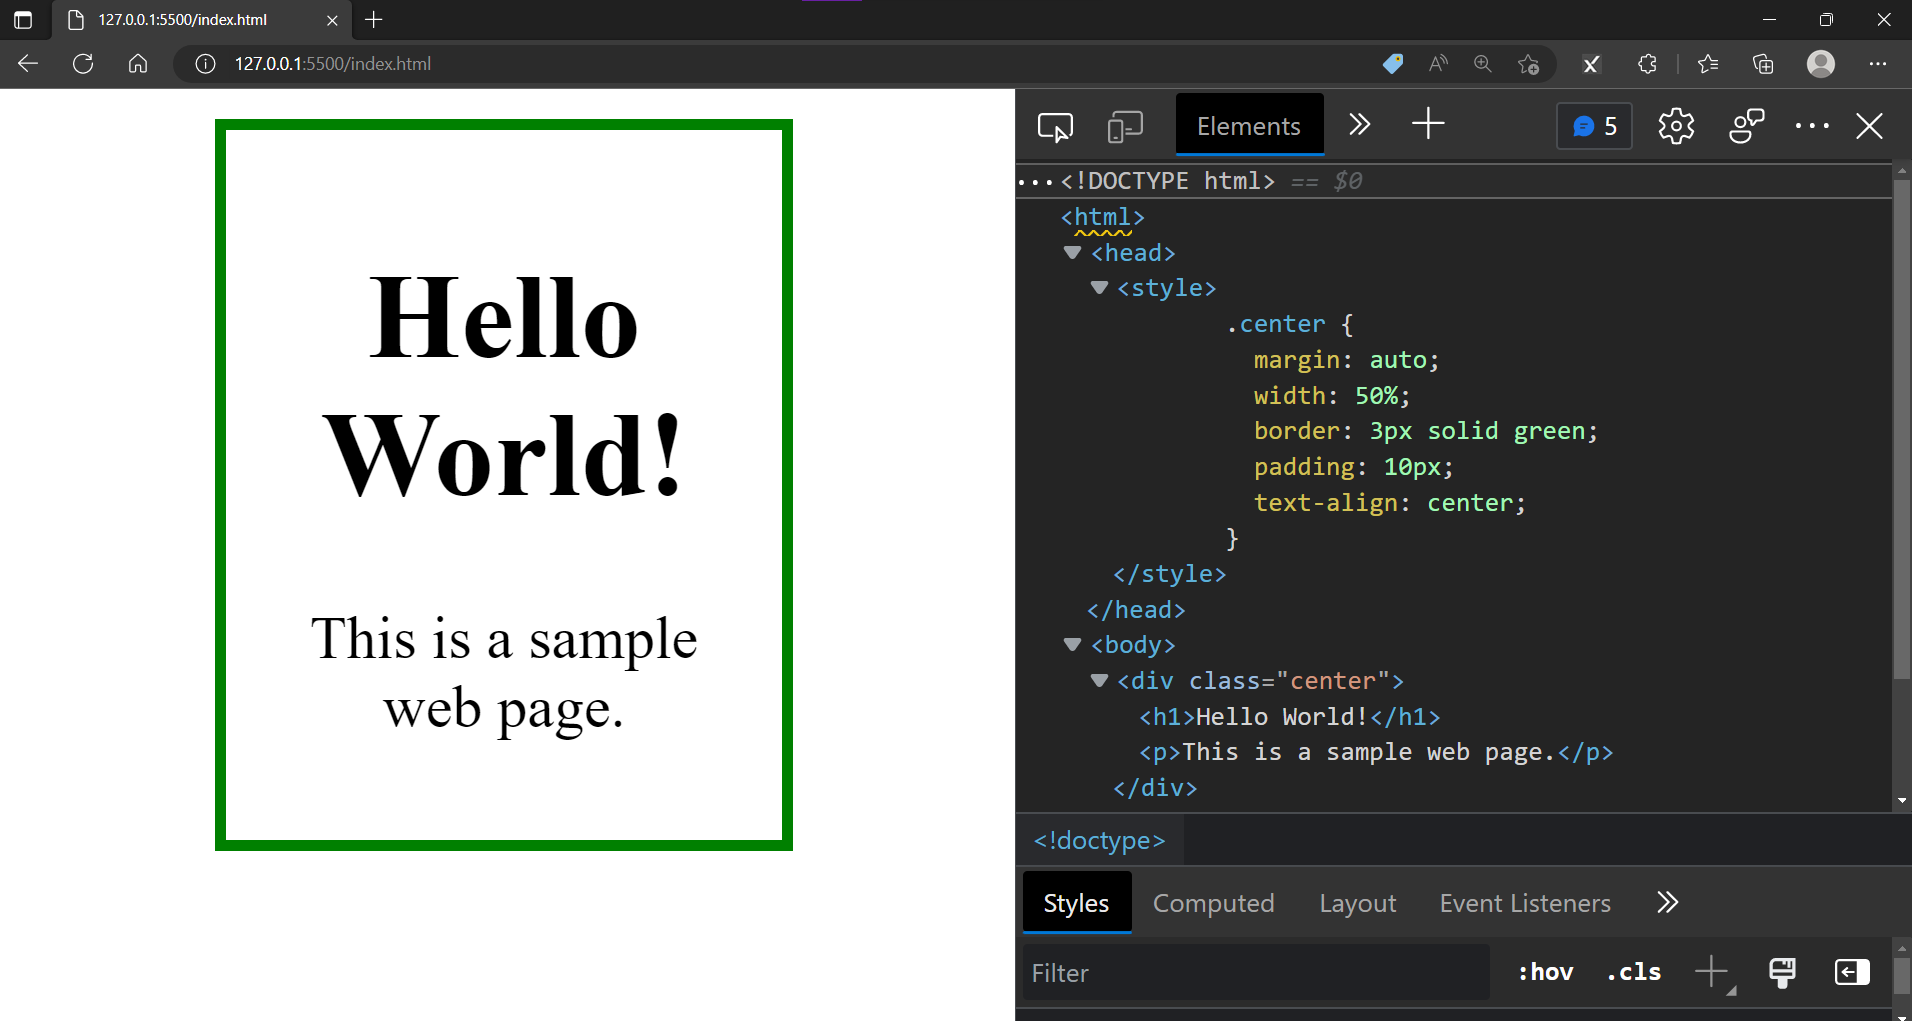 127.0.0.1:5500/index.html
127.0.0.1:5500/index.html
Hello
World!
This is a sample
web page.
Elements
5
<!DOCTYPE html> == $0
<html>
<head>
<style>
.center {
margin: auto;
width: 50%;
border: 3px solid green;
padding: 10px;
text-align: center;
}
</style>
</head>
<body>
<div class="center">
<h1>Hello World!</h1>
<p>This is a sample web page.</p>
</div>
<!doctype>
Styles Computed Layout Event Listeners
Filter :hov .cls